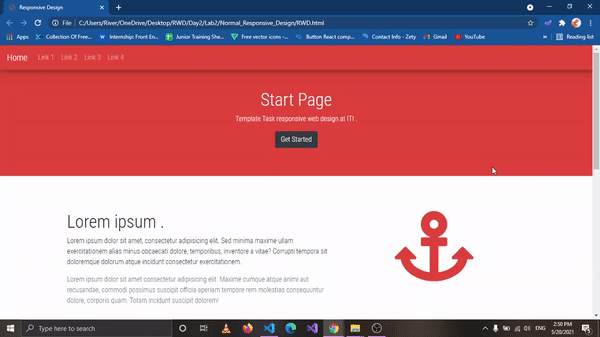 Responsive Design
File | C:/Users/River/OneDrive/Desktop/RWD/Day2/Lab2/Normal_Responsive_Design/RWD.html
Apps Collection Of Free... Internship: Front En... Junior Training She... Free vector icons -... Button React comp... Contact Info - Zety Gmail YouTube » Reading list
Home Link 1 Link 2 Link 3 Link 4
Start Page
Template Task responsive web design at ITI .
Get Started
Lorem ipsum .
Lorem ipsum dolor sit amet, consectetur adipisicing elit. Sed minima maxime ullam
exercitationem alias minus obcaecati dolore, temporibus, inventore a vitae? Corrupti tempora sit
doloremque dolorum atque incidunt consectetur exercitationem.
Lorem ipsum dolor sit amet consectetur adipisicing elit. Maxime cumque atque animi aut
recusandae, commodi possimus suscipit officia aperiam tempore rem molestias consequuntur
dolore, corporis quam. Totam incidunt suscipit dolorem!
Type here to search
ENG
2:50 PM
5/20/2021